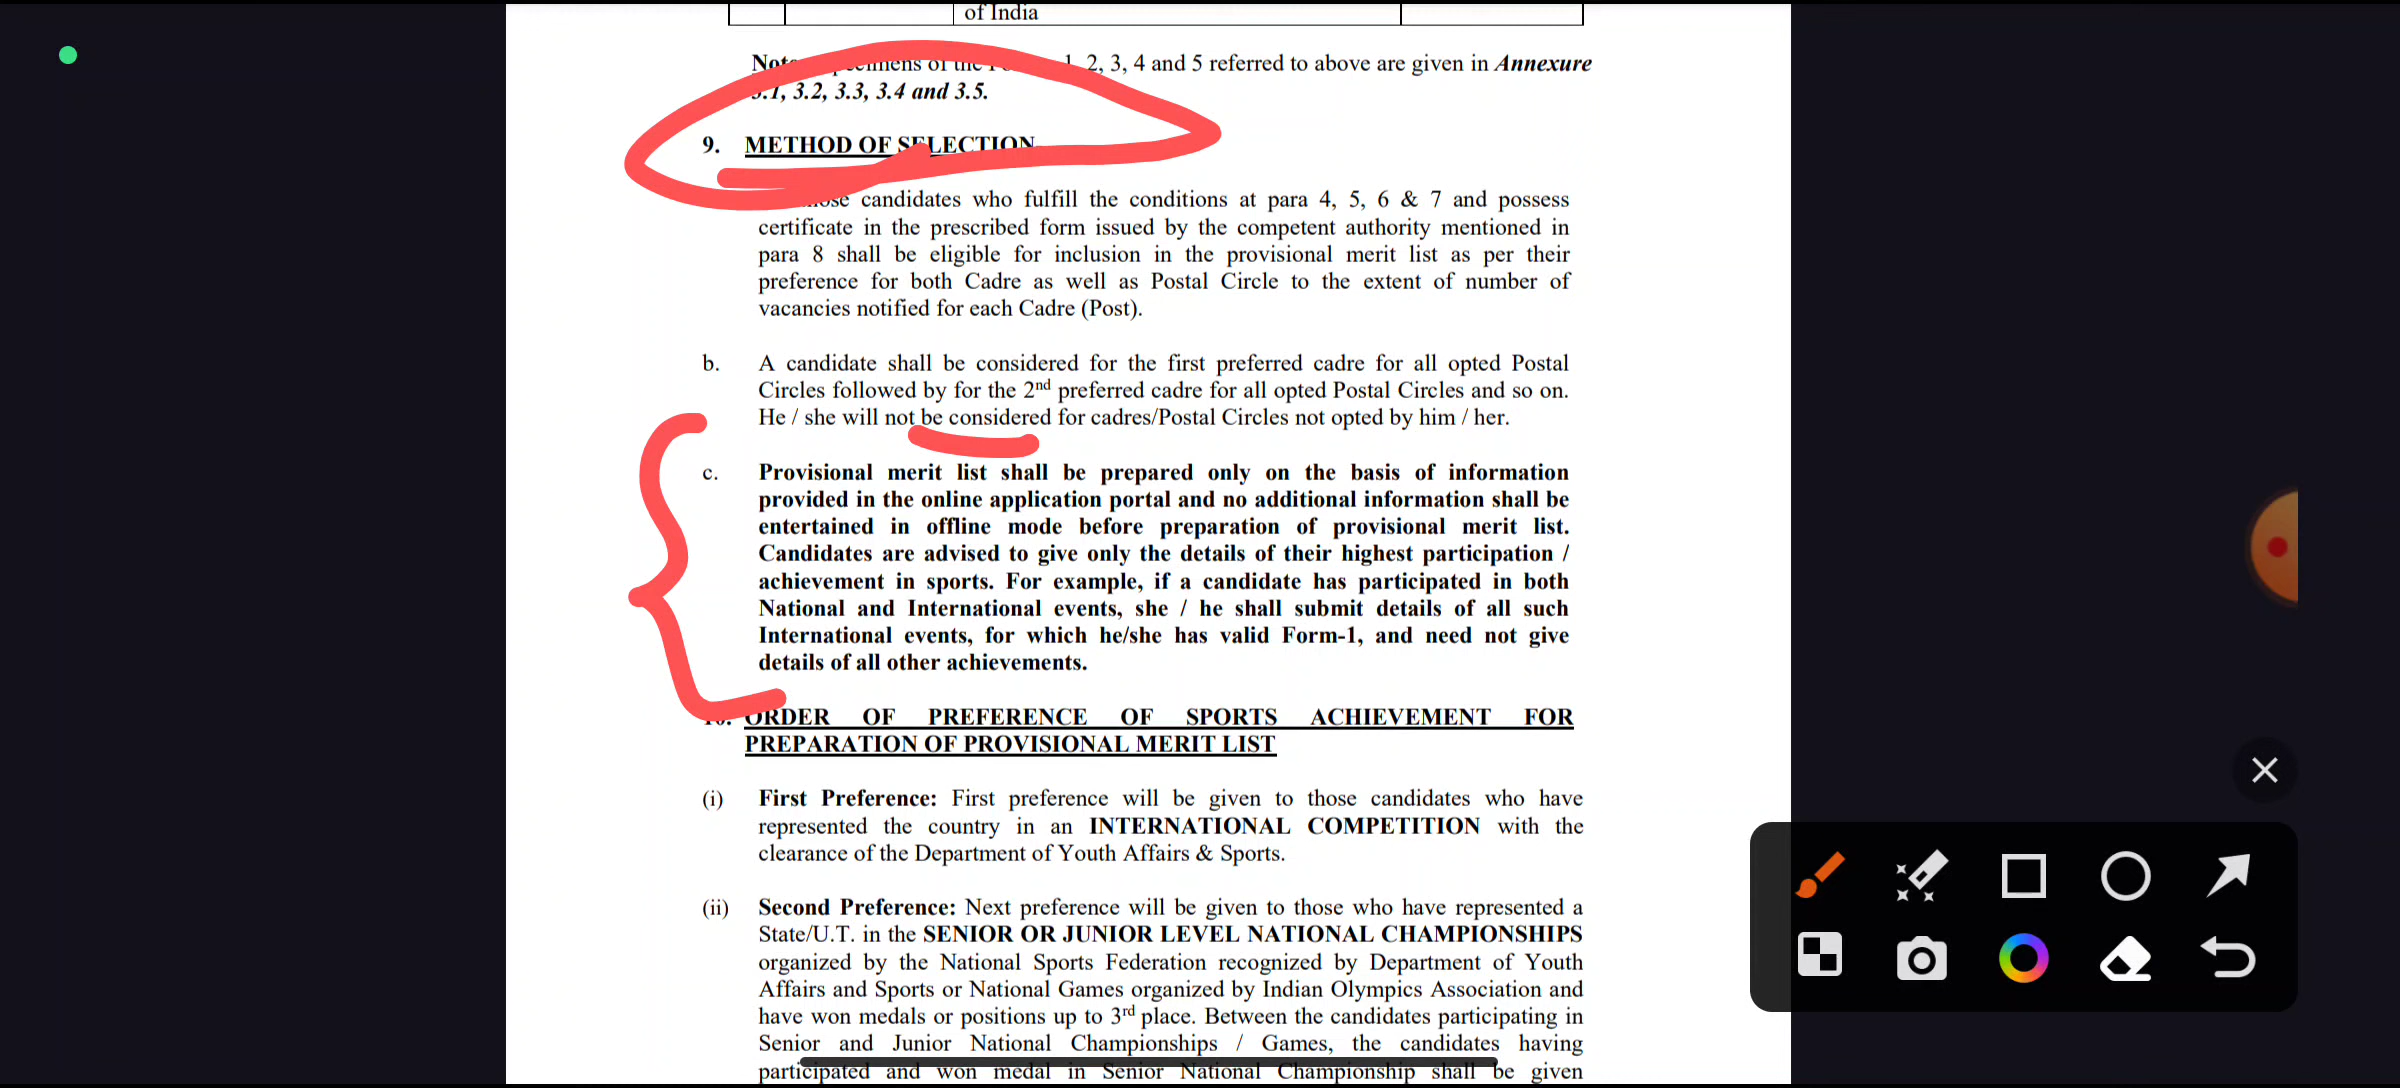 of India
2, 3, 4 and 5 referred to above are given in Annexure
3.2, 3.3, 3.4 and 3.5.
9. METHOD OF SELECTION
candidates who fulfill the conditions at para 4, 5, 6 & 7 and possess
certificate in the prescribed form issued by the competent authority mentioned in
para 8 shall be eligible for inclusion in the provisional merit list as per their
preference for both Cadre as well as Postal Circle to the extent of number of
vacancies notified for each Cadre (Post).
b. A candidate shall be considered for the first preferred cadre for all opted Postal
Circles followed by for the 2nd preferred cadre for all opted Postal Circles and so on.
He / she will not be considered for cadres/Postal Circles not opted by him / her.
c. Provisional merit list shall be prepared only on the basis of information
provided in the online application portal and no additional information shall be
entertained in offline mode before preparation of provisional merit list.
Candidates are advised to give only the details of their highest participation /
achievement in sports. For example, if a candidate has participated in both
National and International events, she / he shall submit details of all such
International events, for which he/she has valid Form-1, and need not give
details of all other achievements.
ORDER OF PREFERENCE OF SPORTS ACHIEVEMENT FOR
PREPARATION OF PROVISIONAL MERIT LIST
(i) First Preference: First preference will be given to those candidates who have
represented the country in an INTERNATIONAL COMPETITION with the
clearance of the Department of Youth Affairs & Sports.
(ii) Second Preference: Next preference will be given to those who have represented a
State/U.T. in the SENIOR OR JUNIOR LEVEL NATIONAL CHAMPIONSHIPS
organized by the National Sports Federation recognized by Department of Youth
Affairs and Sports or National Games organized by Indian Olympics Association and
have won medals or positions up to 3rd place. Between the candidates participating in
Senior and Junior National Championships / Games, the candidates having
participated and won medal in Senior National Championship shall be given